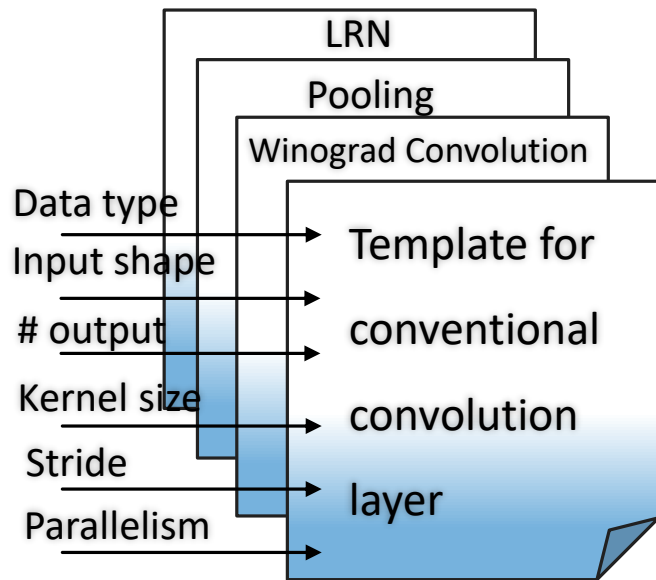 LRN
Pooling
Winograd Convolution
Data type
Input shape
# output
Kernel size
Stride
Parallelism
Template for
conventional
convolution
layer